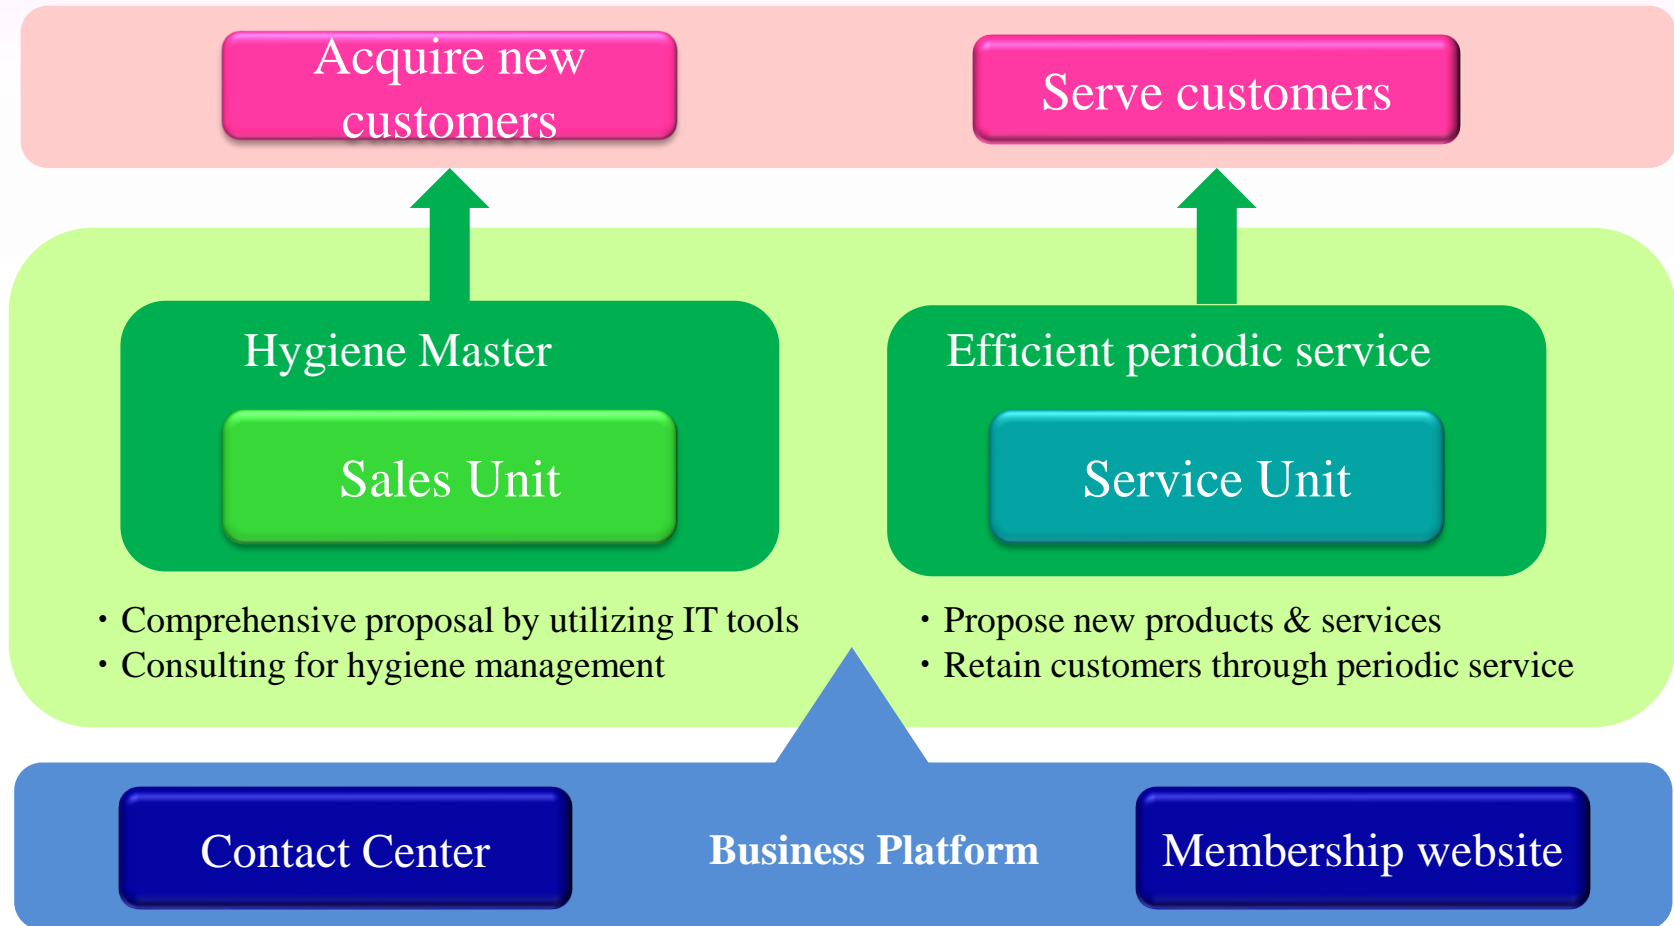 Acquire new
customers
Serve customers
Hygiene Master
Sales Unit
Efficient periodic service
Service Unit
・Comprehensive proposal by utilizing IT tools
・Consulting for hygiene management
・Propose new products & services
・Retain customers through periodic service
Contact Center
Business Platform
Membership website